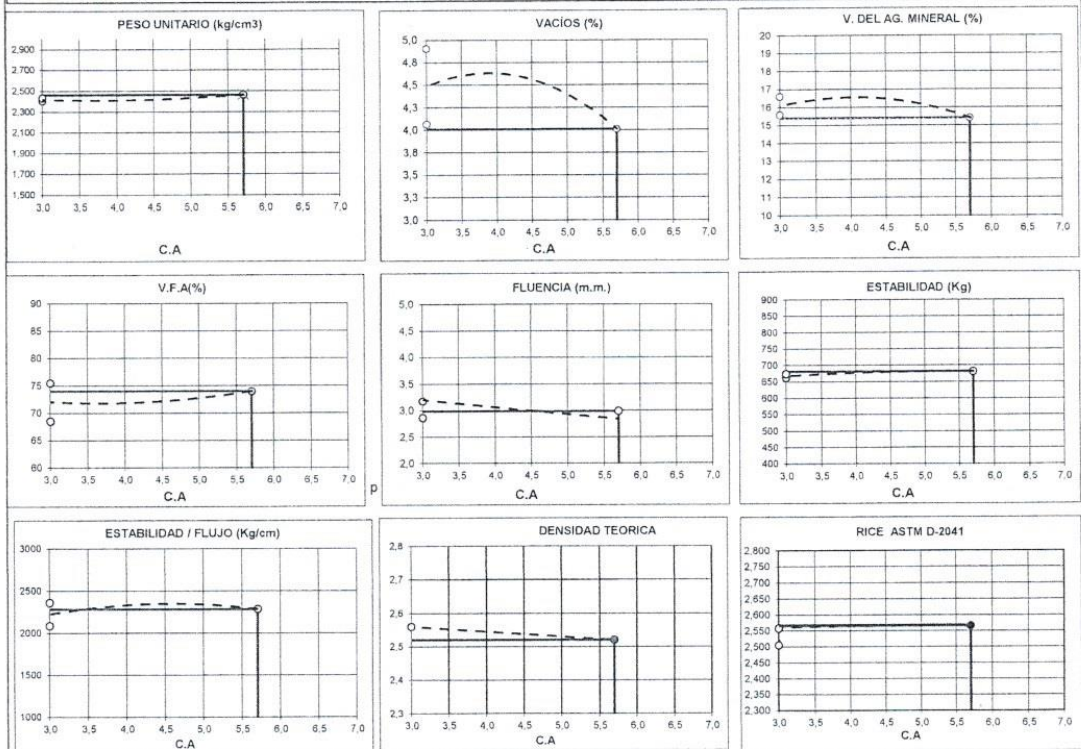 PESO UNITARIO (kg/cm3)
2,900
2,700
2,500
2,300
2,100
1,900
1,700
1,500
3,0 3,5 4,0 4,5 5,0 5,5 6,0 6,5 7,0
C.A
VACÍOS (%)
5,0
4,8
4,5
4,3
4,0
3,8
3,5
3,3
3,0
3,0 3,5 4,0 4,5 5,0 5,5 6,0 6,5 7,0
C.A
V. DEL AG. MINERAL (%)
20
19
18
17
16
15
14
13
12
11
10
3,0 3,5 4,0 4,5 5,0 5,5 6,0 6,5 7,0
C.A
V.F.A(%)
90
85
80
75
70
65
60
3,0 3,5 4,0 4,5 5,0 5,5 6,0 6,5 7,0
C.A
p
FLUENCIA (m.m.)
5,0
4,5
4,0
3,5
3,0
2,5
2,0
3,0 3,5 4,0 4,5 5,0 5,5 6,0 6,5 7,0
C.A
ESTABILIDAD (Kg)
900
850
800
750
700
650
600
550
500
450
400
3,0 3,5 4,0 4,5 5,0 5,5 6,0 6,5 7,0
C.A
ESTABILIDAD / FLUJO (Kg/cm)
3000
2500
2000
1500
1000
3,0 3,5 4,0 4,5 5,0 5,5 6,0 6,5 7,0
C.A
DENSIDAD TEORICA
2,8
2,7
2,6
2,5
2,4
2,3
3,0 3,5 4,0 4,5 5,0 5,5 6,0 6,5 7,0
C.A
RICE ASTM D-2041
2,800
2,750
2,700
2,650
2,600
2,550
2,500
2,450
2,400
2,350
2,300
3,0 3,5 4,0 4,5 5,0 5,5 6,0 6,5 7,0
C.A